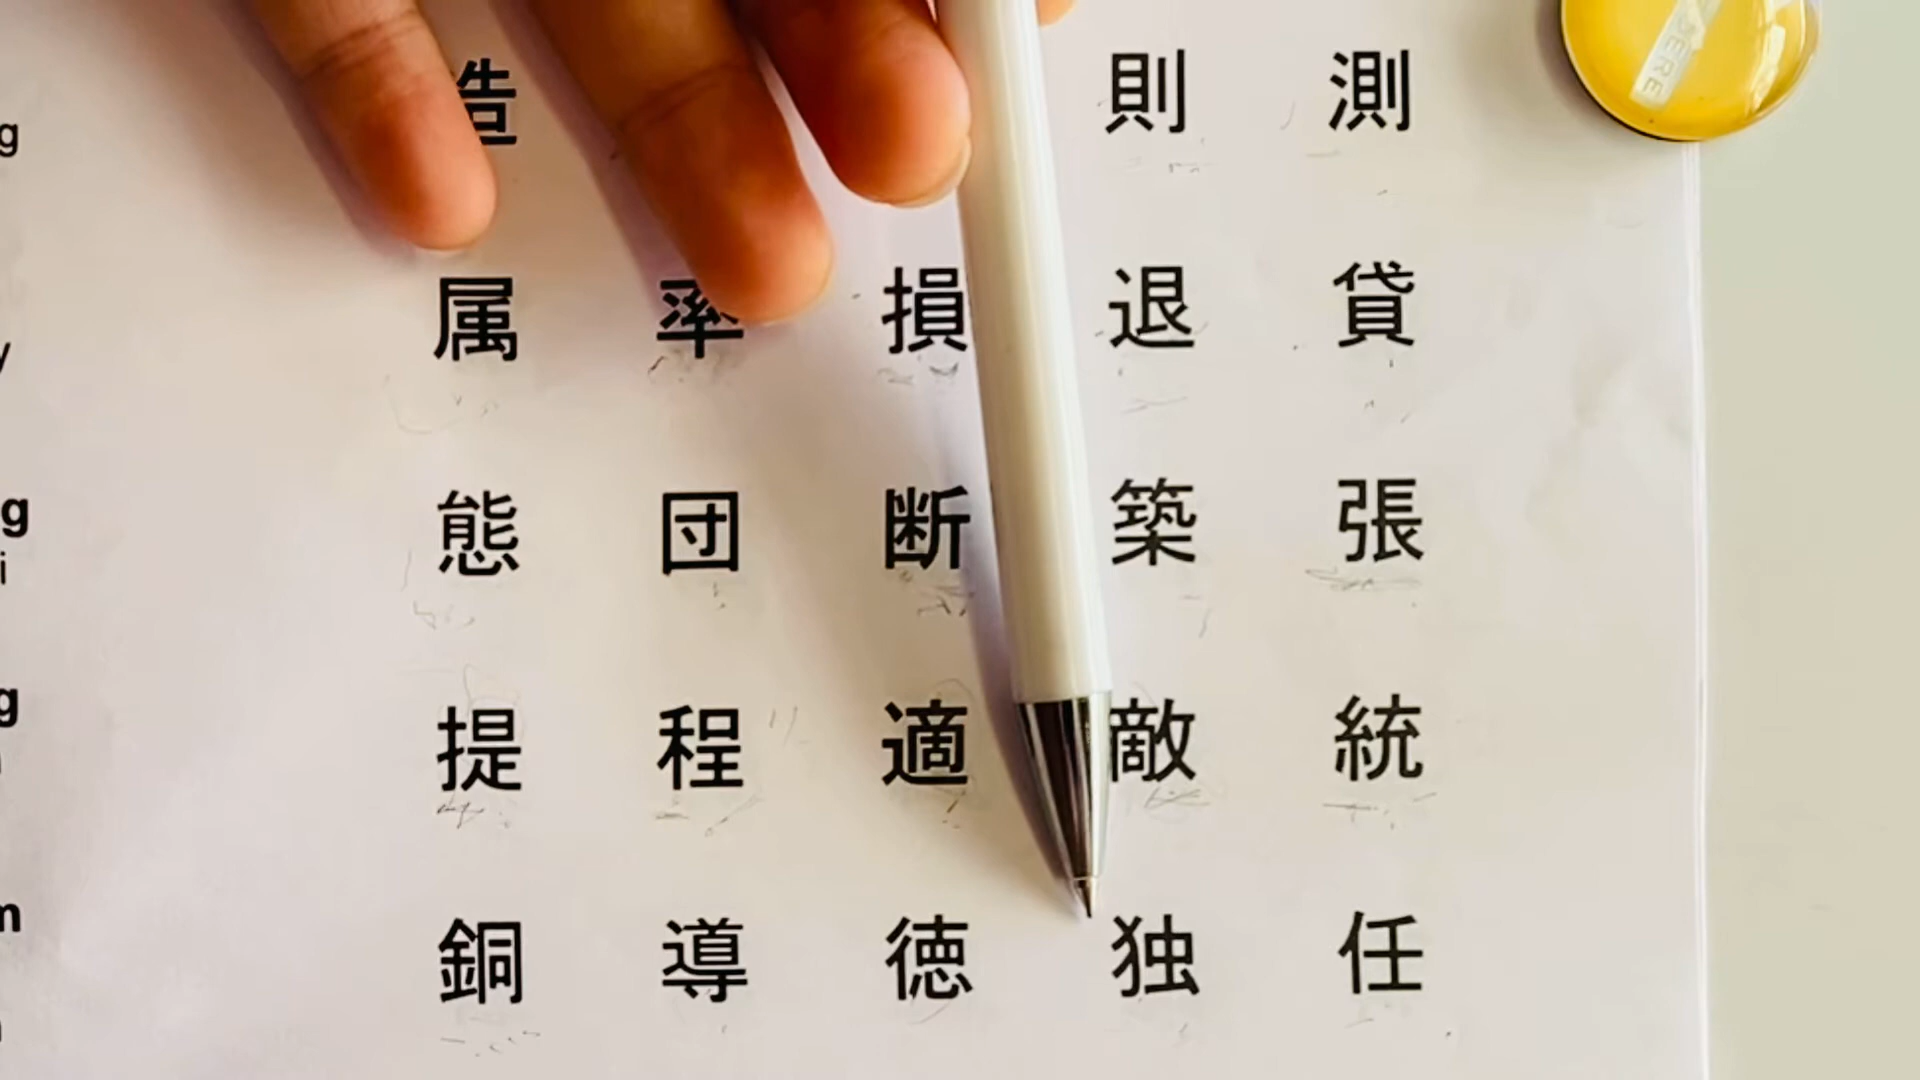 造 則 測
属 率 損 退 貸
態 団 断 築 張
提 程 適 敵 統
銅 導 徳 独 任
g
y
g
i
g
m